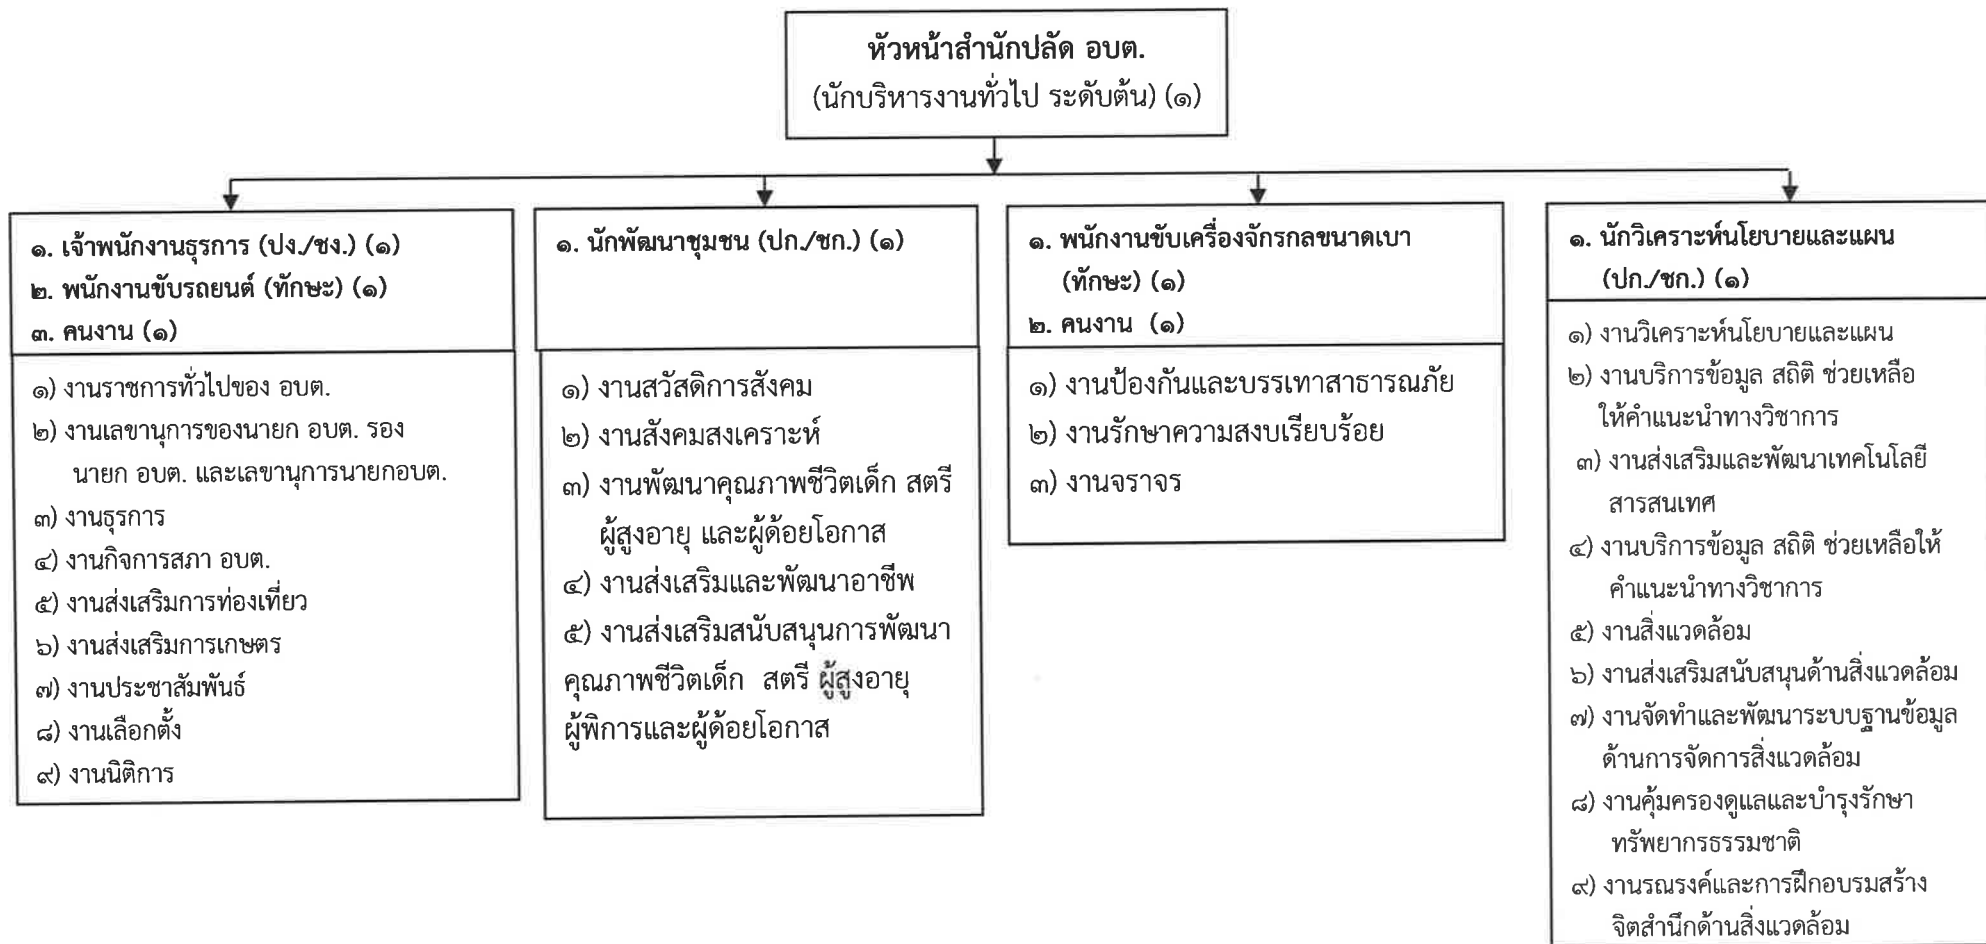 หัวหน้าสำนักปลัด อบต.
(นักบริหารงานทั่วไป ระดับต้น) (๑)
๑. เจ้าพนักงานธุรการ (ปง./ชง.) (๑)
๒. พนักงานขับรถยนต์ (ทักษะ) (๑)
๓. คนงาน (๑)
๑) งานราชการทั่วไปของ อบต.
๒) งานเลขานุการของนายก อบต. รอง
นายก อบต. และเลขานุการนายกอบต.
๓) งานธุรการ
๔) งานกิจการสภา อบต.
๕) งานส่งเสริมการท่องเที่ยว
๖) งานส่งเสริมการเกษตร
๗) งานประชาสัมพันธ์
๘) งานเลือกตั้ง
๙) งานนิติการ
๑. นักพัฒนาชุมชน (ปก./ชก.) (๑)
๑) งานสวัสดิการสังคม
๒) งานสังคมสงเคราะห์
๓) งานพัฒนาคุณภาพชีวิตเด็ก สตรี
ผู้สูงอายุ และผู้ด้อยโอกาส
๔) งานส่งเสริมและพัฒนาอาชีพ
๕) งานส่งเสริมสนับสนุนการพัฒนา
คุณภาพชีวิตเด็ก สตรี ผู้สูงอายุ
ผู้พิการและผู้ด้อยโอกาส
๑. พนักงานขับเครื่องจักรกลขนาดเบา
(ทักษะ) (๑)
๒. คนงาน (๑)
๑) งานป้องกันและบรรเทาสาธารณภัย
๒) งานรักษาความสงบเรียบร้อย
๓) งานจราจร
๑. นักวิเคราะห์นโยบายและแผน
(ปก./ชก.) (๑)
๑) งานวิเคราะห์นโยบายและแผน
๒) งานบริการข้อมูล สถิติ ช่วยเหลือ
ให้คำแนะนำทางวิชาการ
๓) งานส่งเสริมและพัฒนาเทคโนโลยี
สารสนเทศ
๔) งานบริการข้อมูล สถิติ ช่วยเหลือให้
คำแนะนำทางวิชาการ
๕) งานสิ่งแวดล้อม
๖) งานส่งเสริมสนับสนุนด้านสิ่งแวดล้อม
๗) งานจัดทำและพัฒนาระบบฐานข้อมูล
ด้านการจัดการสิ่งแวดล้อม
๘) งานคุ้มครองดูแลและบำรุงรักษา
ทรัพยากรธรรมชาติ
๙) งานรณรงค์และการฝึกอบรมสร้าง
จิตสำนึกด้านสิ่งแวดล้อม